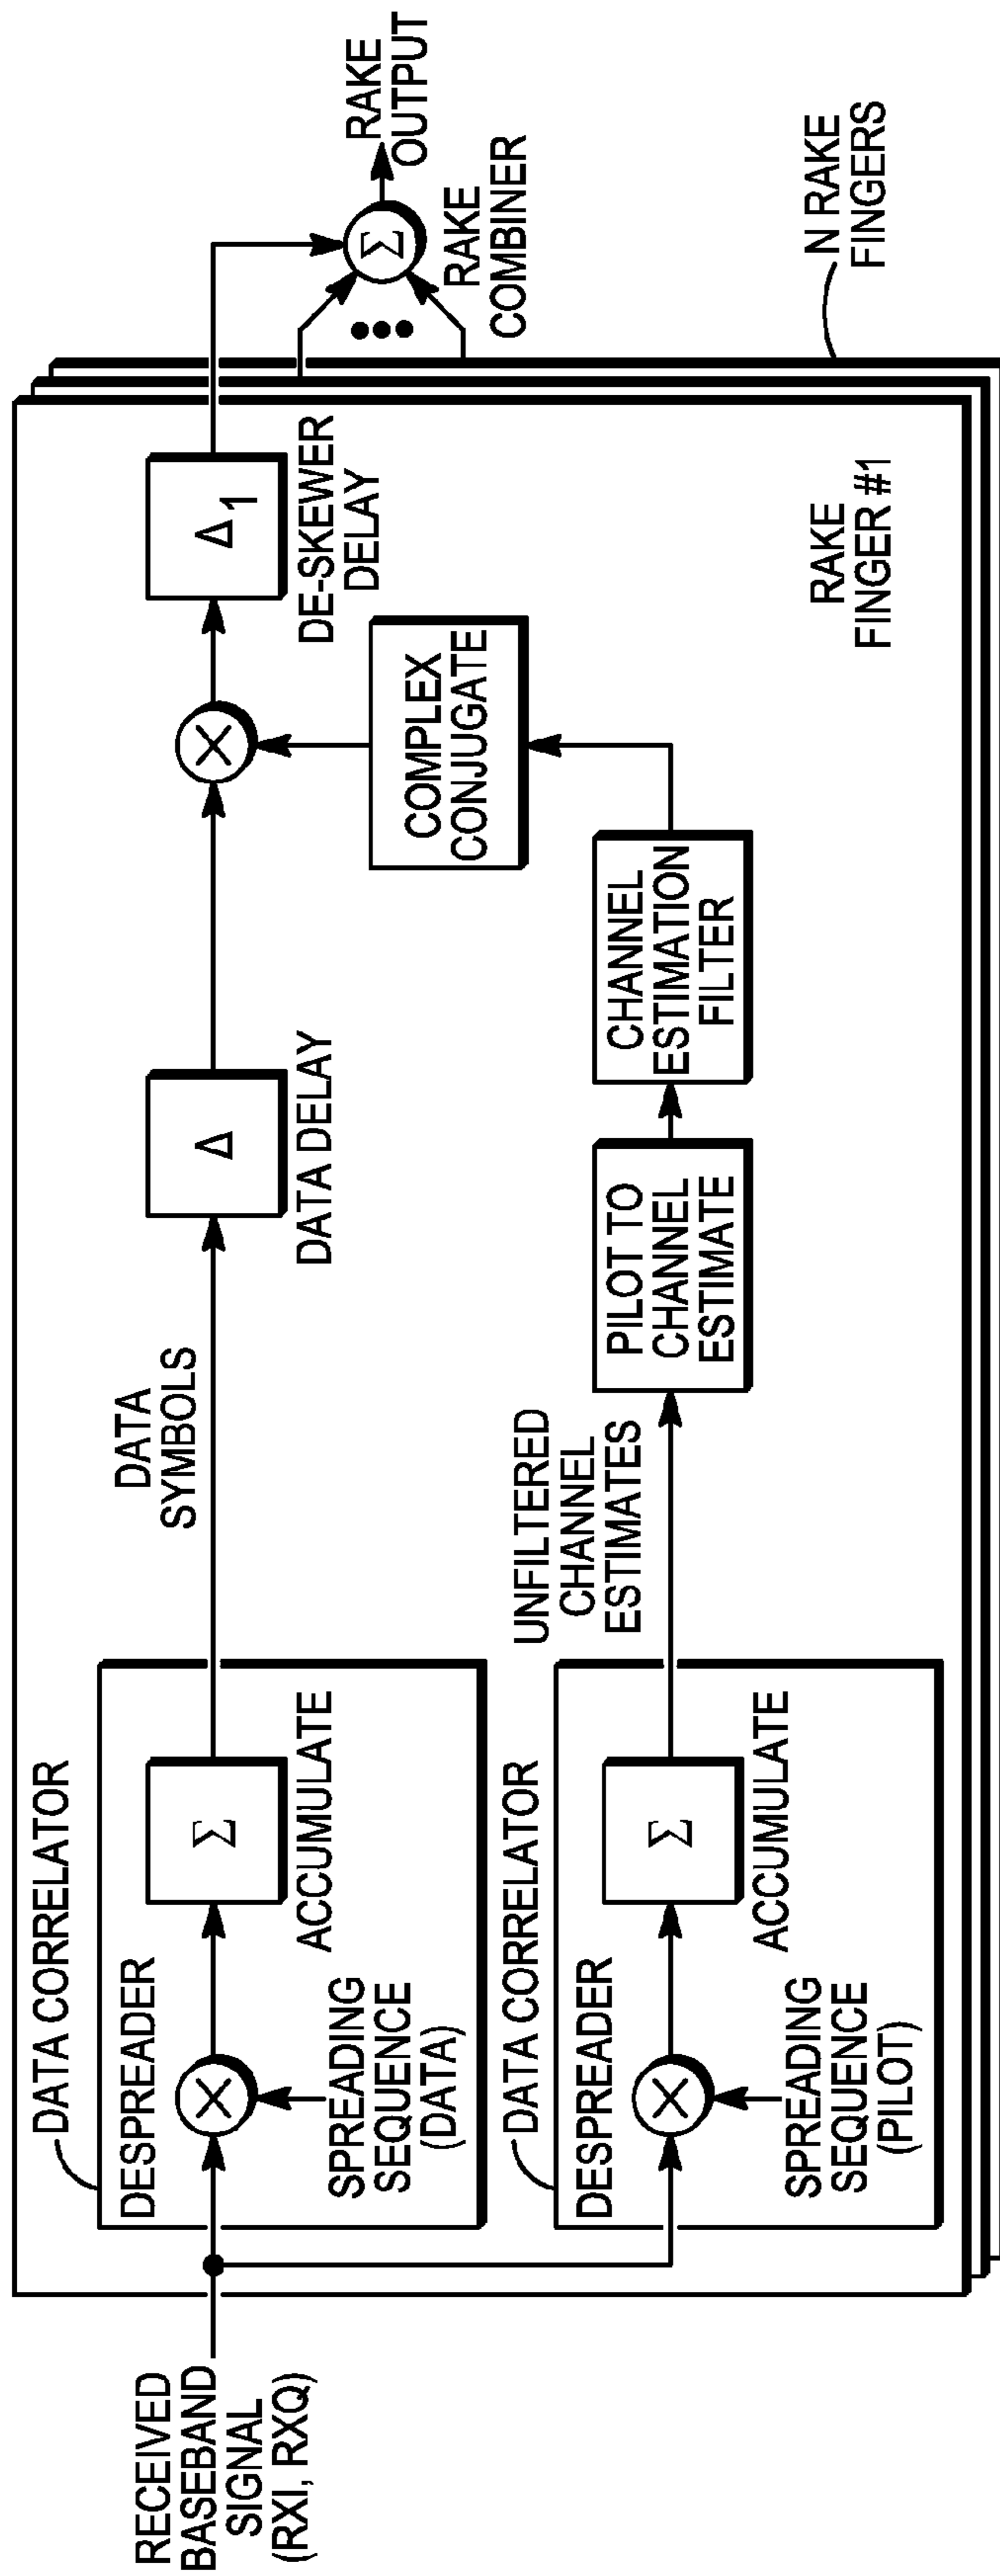 RECEIVED
BASEBAND
SIGNAL
(RXI, RXQ)
DATA CORRELATOR
DESPREADER
×
SPREADING
SEQUENCE
(DATA)
Σ
ACCUMULATE
DATA
SYMBOLS
Δ
DATA DELAY
×
Δ1
DE-SKEWER
DELAY
DATA CORRELATOR
DESPREADER
×
SPREADING
SEQUENCE
(PILOT)
Σ
ACCUMULATE
UNFILTERED
CHANNEL
ESTIMATES
PILOT TO
CHANNEL
ESTIMATE
CHANNEL
ESTIMATION
FILTER
COMPLEX
CONJUGATE
RAKE
FINGER #1
Σ
RAKE
OUTPUT
RAKE
COMBINER
N RAKE
FINGERS